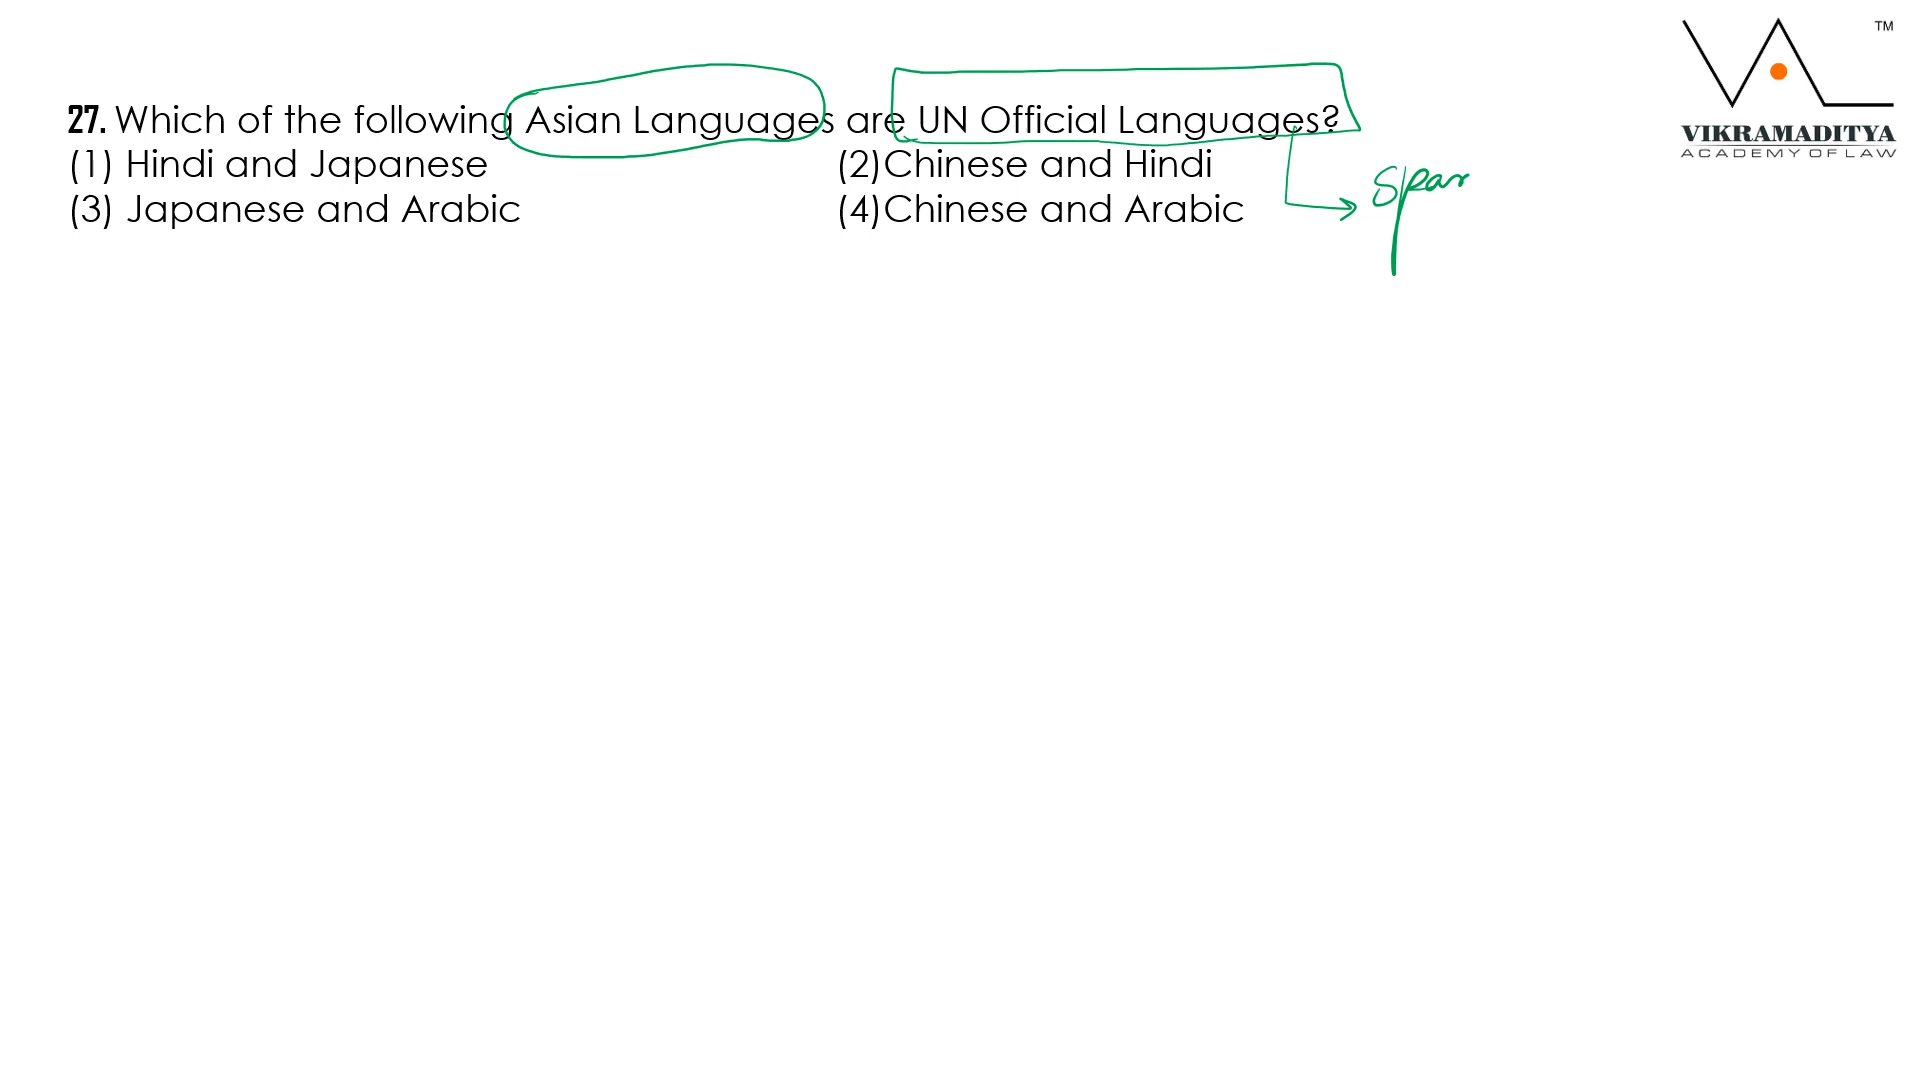 27. Which of the following Asian Languages are UN Official Languages?
(1) Hindi and Japanese
(2)Chinese and Hindi
(3) Japanese and Arabic
(4)Chinese and Arabic
Span
TM
VIKRAMADITYA
ACADEMY OF LAW